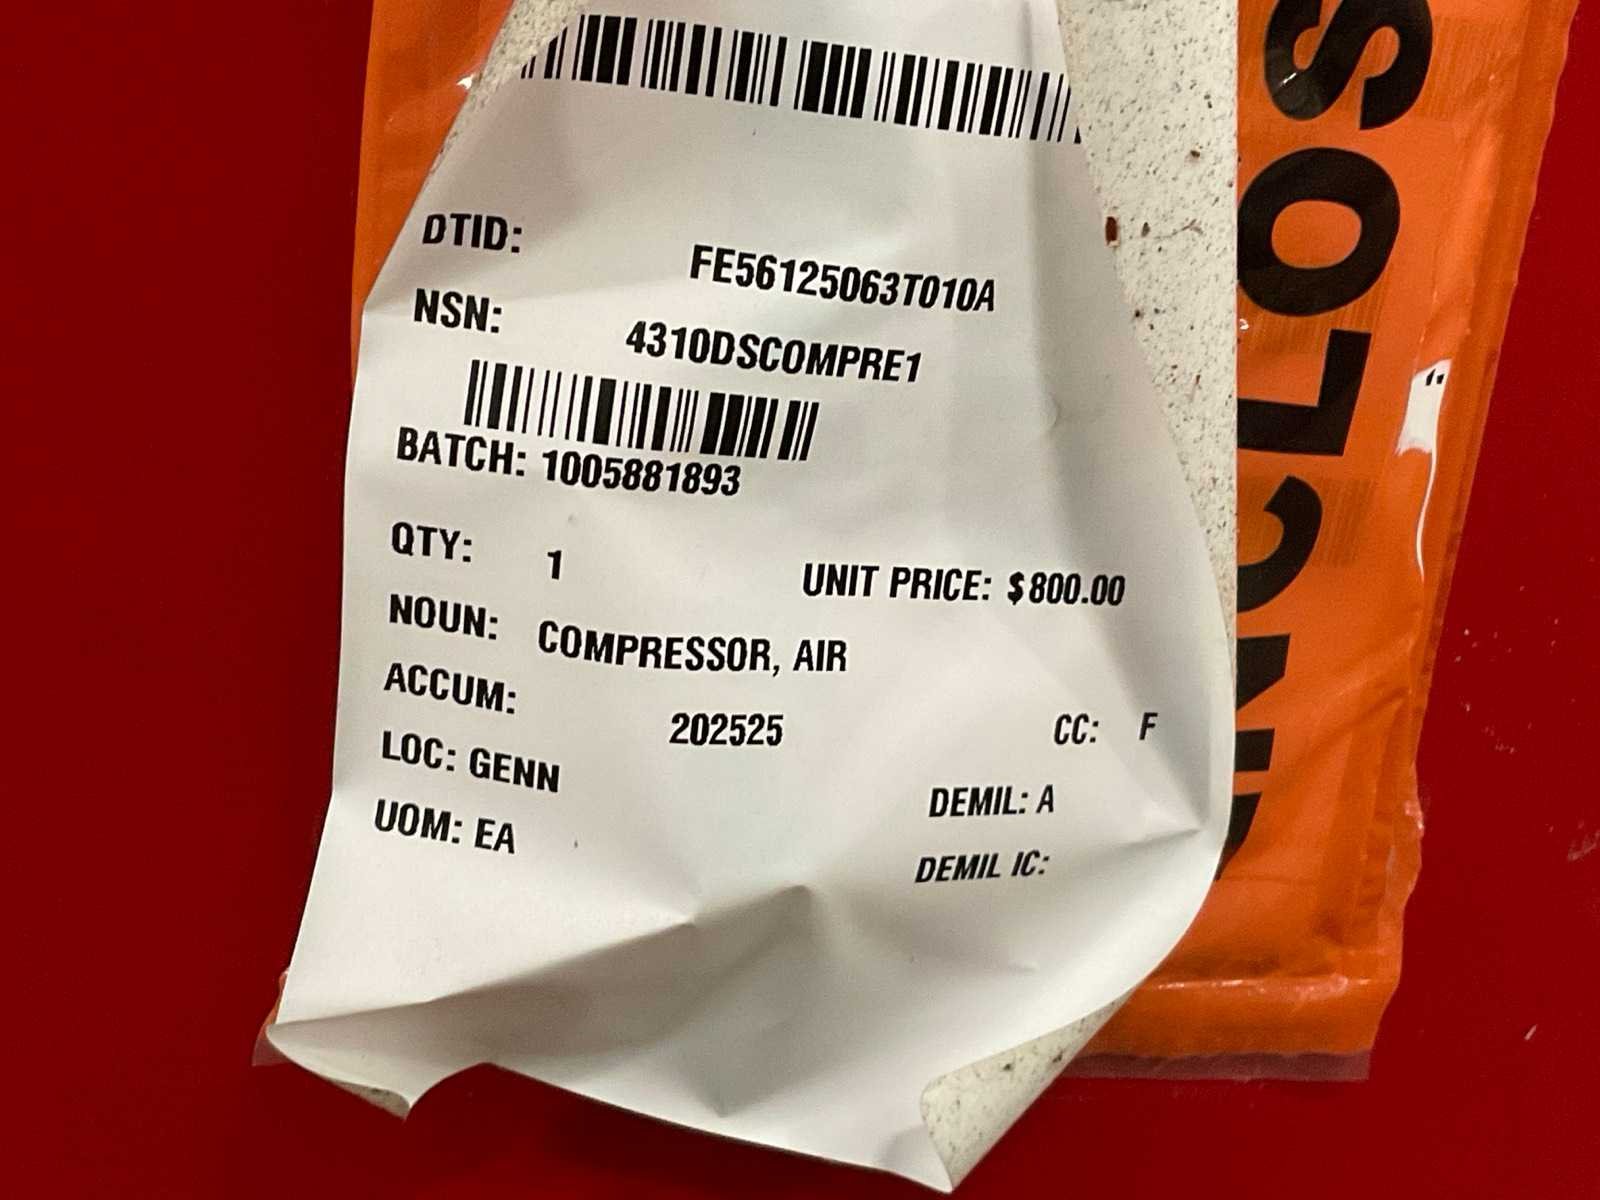 DTID: FE56125063T010A
NSN: 4310DSCOMPRE1
BATCH: 1005881893
QTY: 1 UNIT PRICE: $800.00
NOUN: COMPRESSOR, AIR
ACCUM: 202525 CC: F
LOC: GENN DEMIL: A
UOM: EA DEMIL IC: